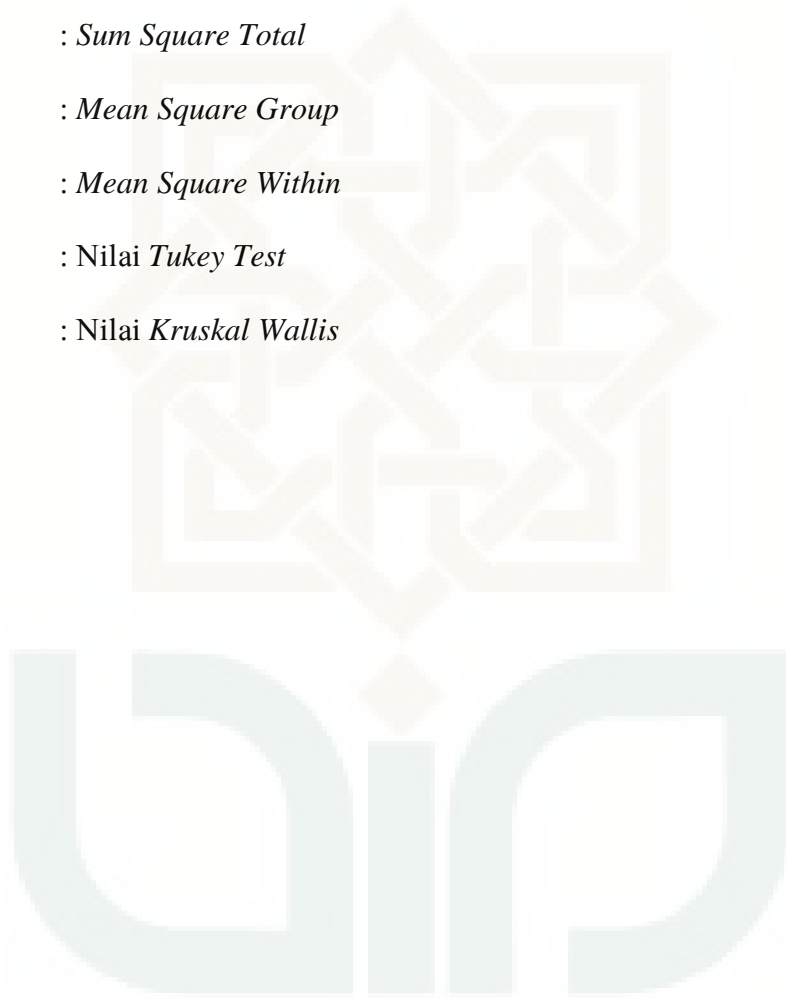 : Sum Square Total
: Mean Square Group
: Mean Square Within
: Nilai Tukey Test
: Nilai Kruskal Wallis